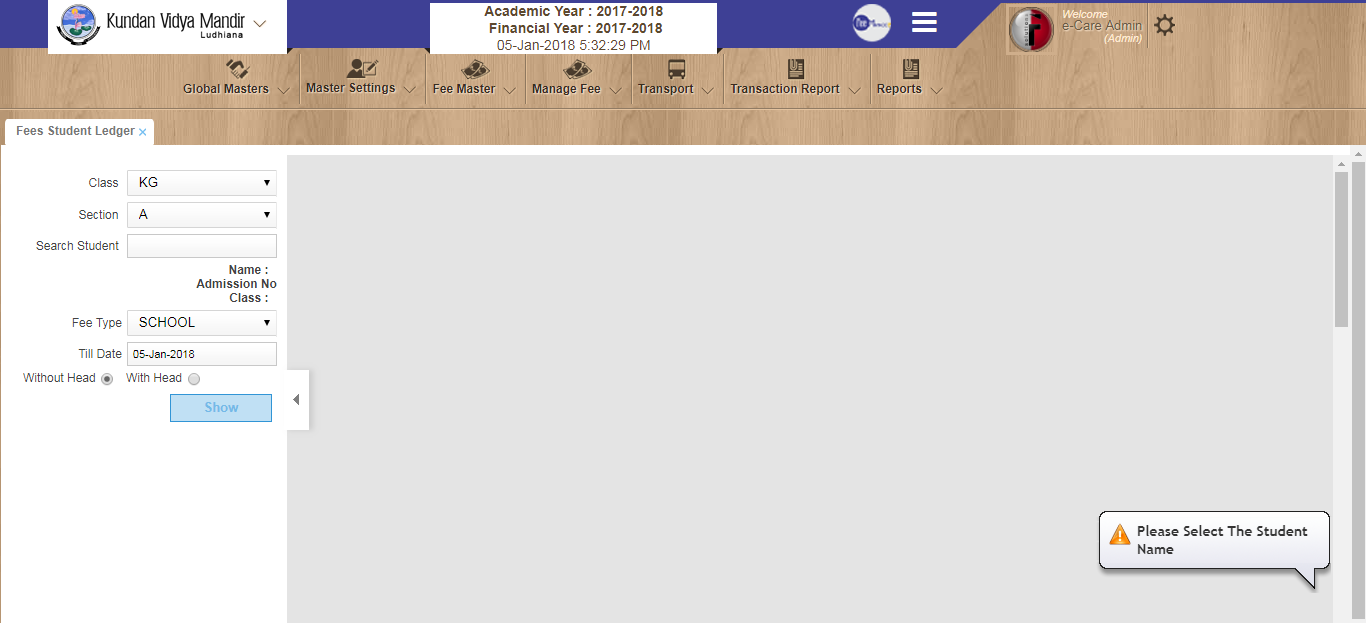 Kundan Vidya Mandir
Ludhiana
Academic Year : 2017-2018
Financial Year : 2017-2018
05-Jan-2018 5:32:29 PM
Welcome
e-Care Admin
(Admin)
Global Masters
Master Settings
Fee Master
Manage Fee
Transport
Transaction Report
Reports
Fees Student Ledger ×
Class KG
Section A
Search Student
Name :
Admission No
Class :
Fee Type SCHOOL
Till Date 05-Jan-2018
Without Head With Head
Show
Please Select The Student
Name